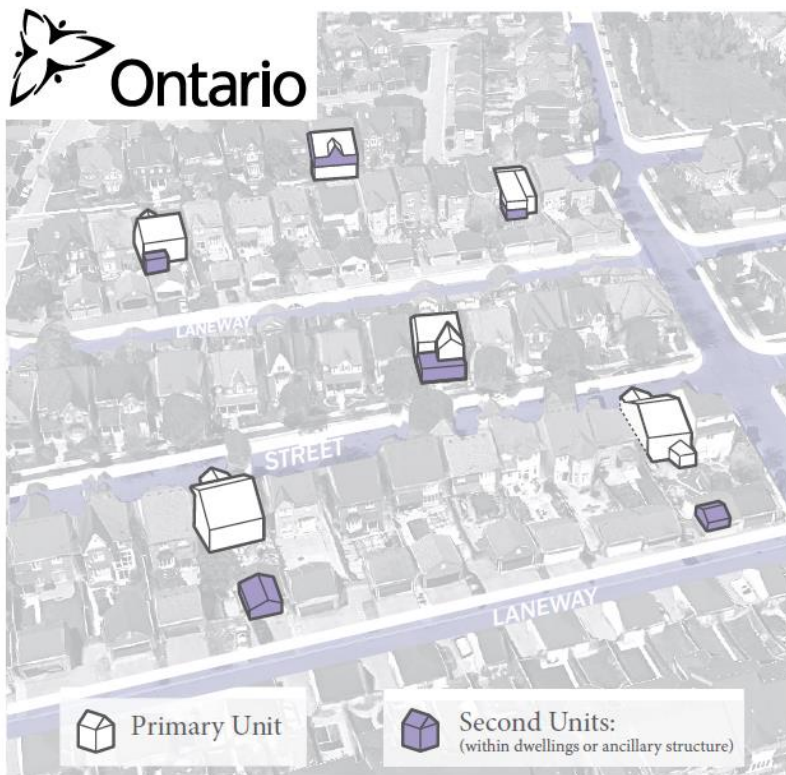 Ontario
LANEWAY
STREET
LANEWAY
Primary Unit
Second Units:
(within dwellings or ancillary structure)